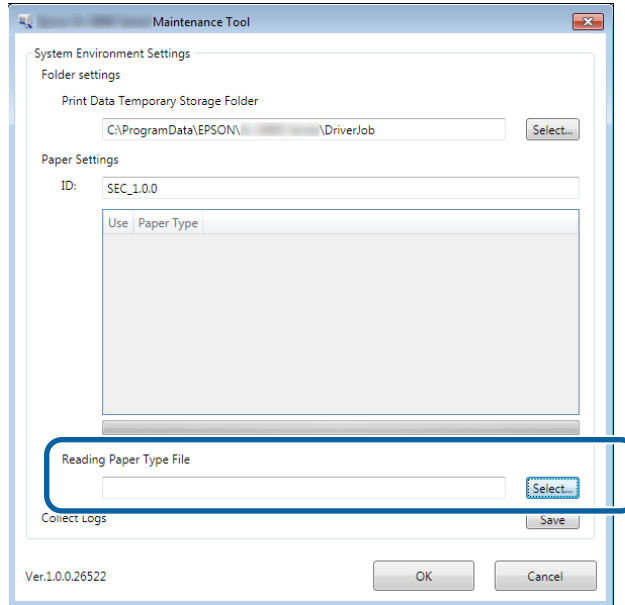 Maintenance Tool
System Environment Settings
Folder settings
Print Data Temporary Storage Folder
C:\ProgramData\EPSON\ \DriverJob
Select...
Paper Settings
ID:
SEC_1.0.0
Use Paper Type
Reading Paper Type File
Select...
Collect Logs
Save
Ver.1.0.0.26522
OK
Cancel